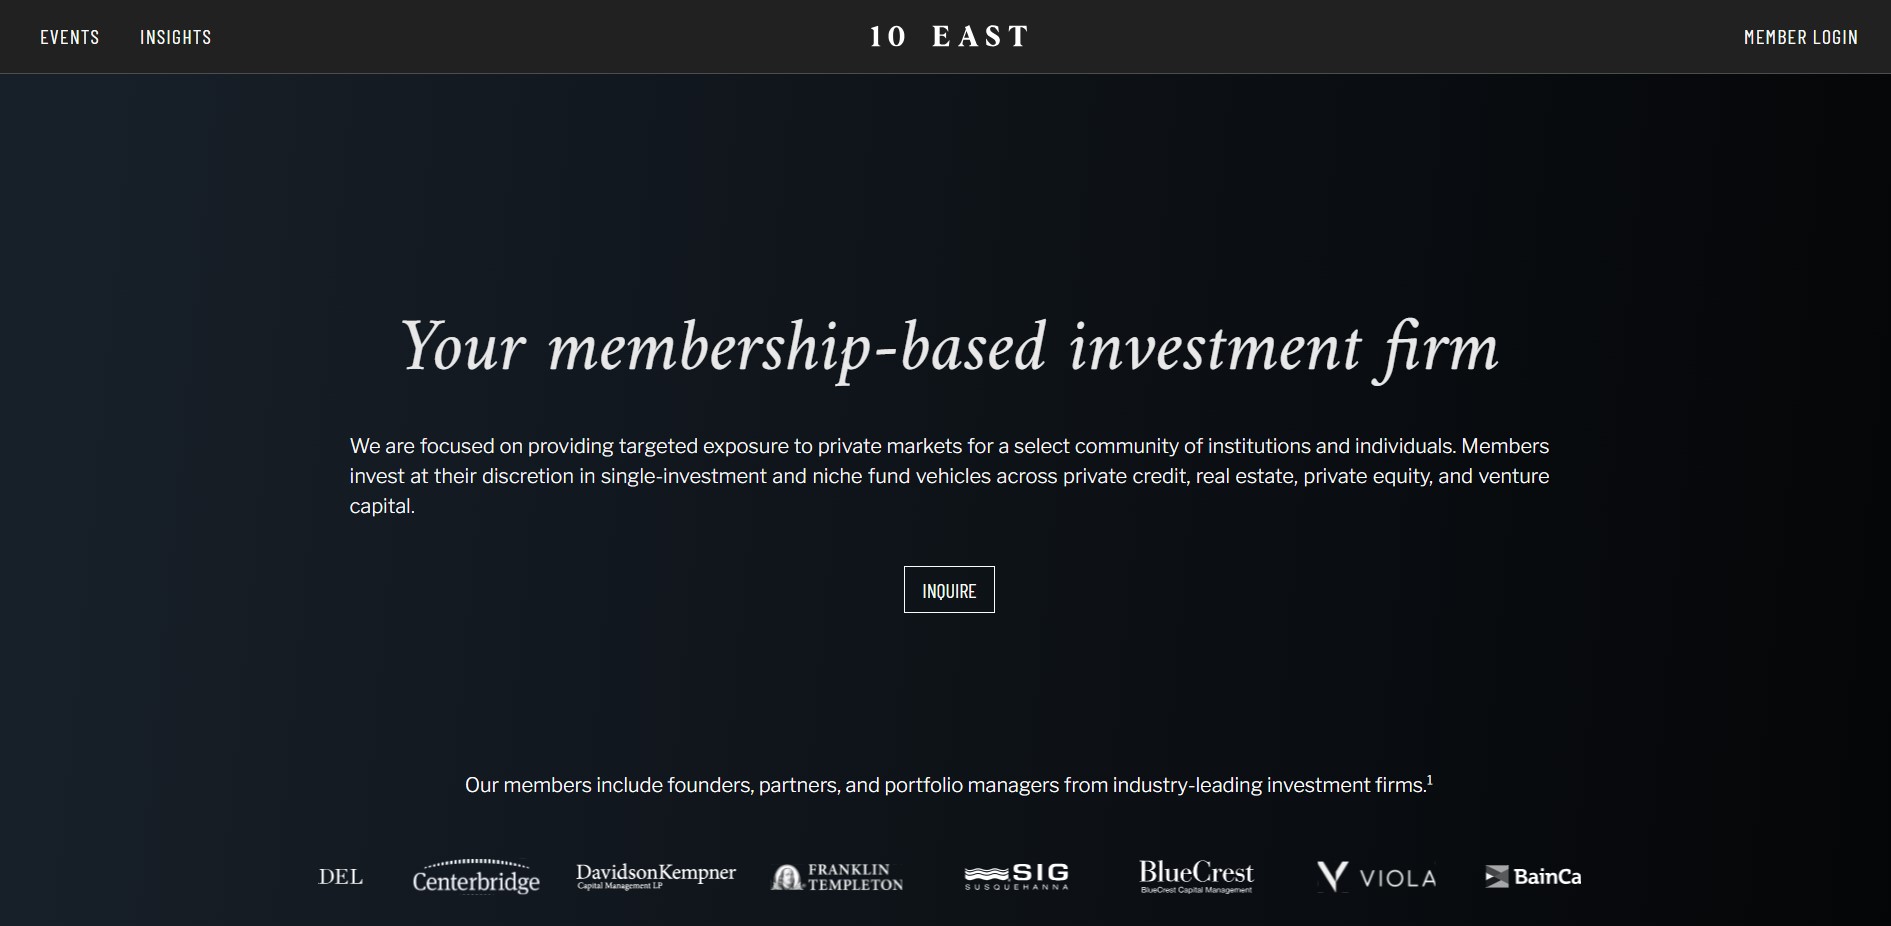 EVENTS
INSIGHTS
10 EAST
MEMBER LOGIN
Your membership-based investment firm
We are focused on providing targeted exposure to private markets for a select community of institutions and individuals. Members
invest at their discretion in single-investment and niche fund vehicles across private credit, real estate, private equity, and venture
capital.
INQUIRE
Our members include founders, partners, and portfolio managers from industry-leading investment firms.¹
DEL
Centerbridge
DavidsonKempner
Capital Management LP
FRANKLIN
TEMPLETON
SIG
SUSQUEHANNA
BlueCrest
BlueCrest Capital Management
VIOLA
BainCa